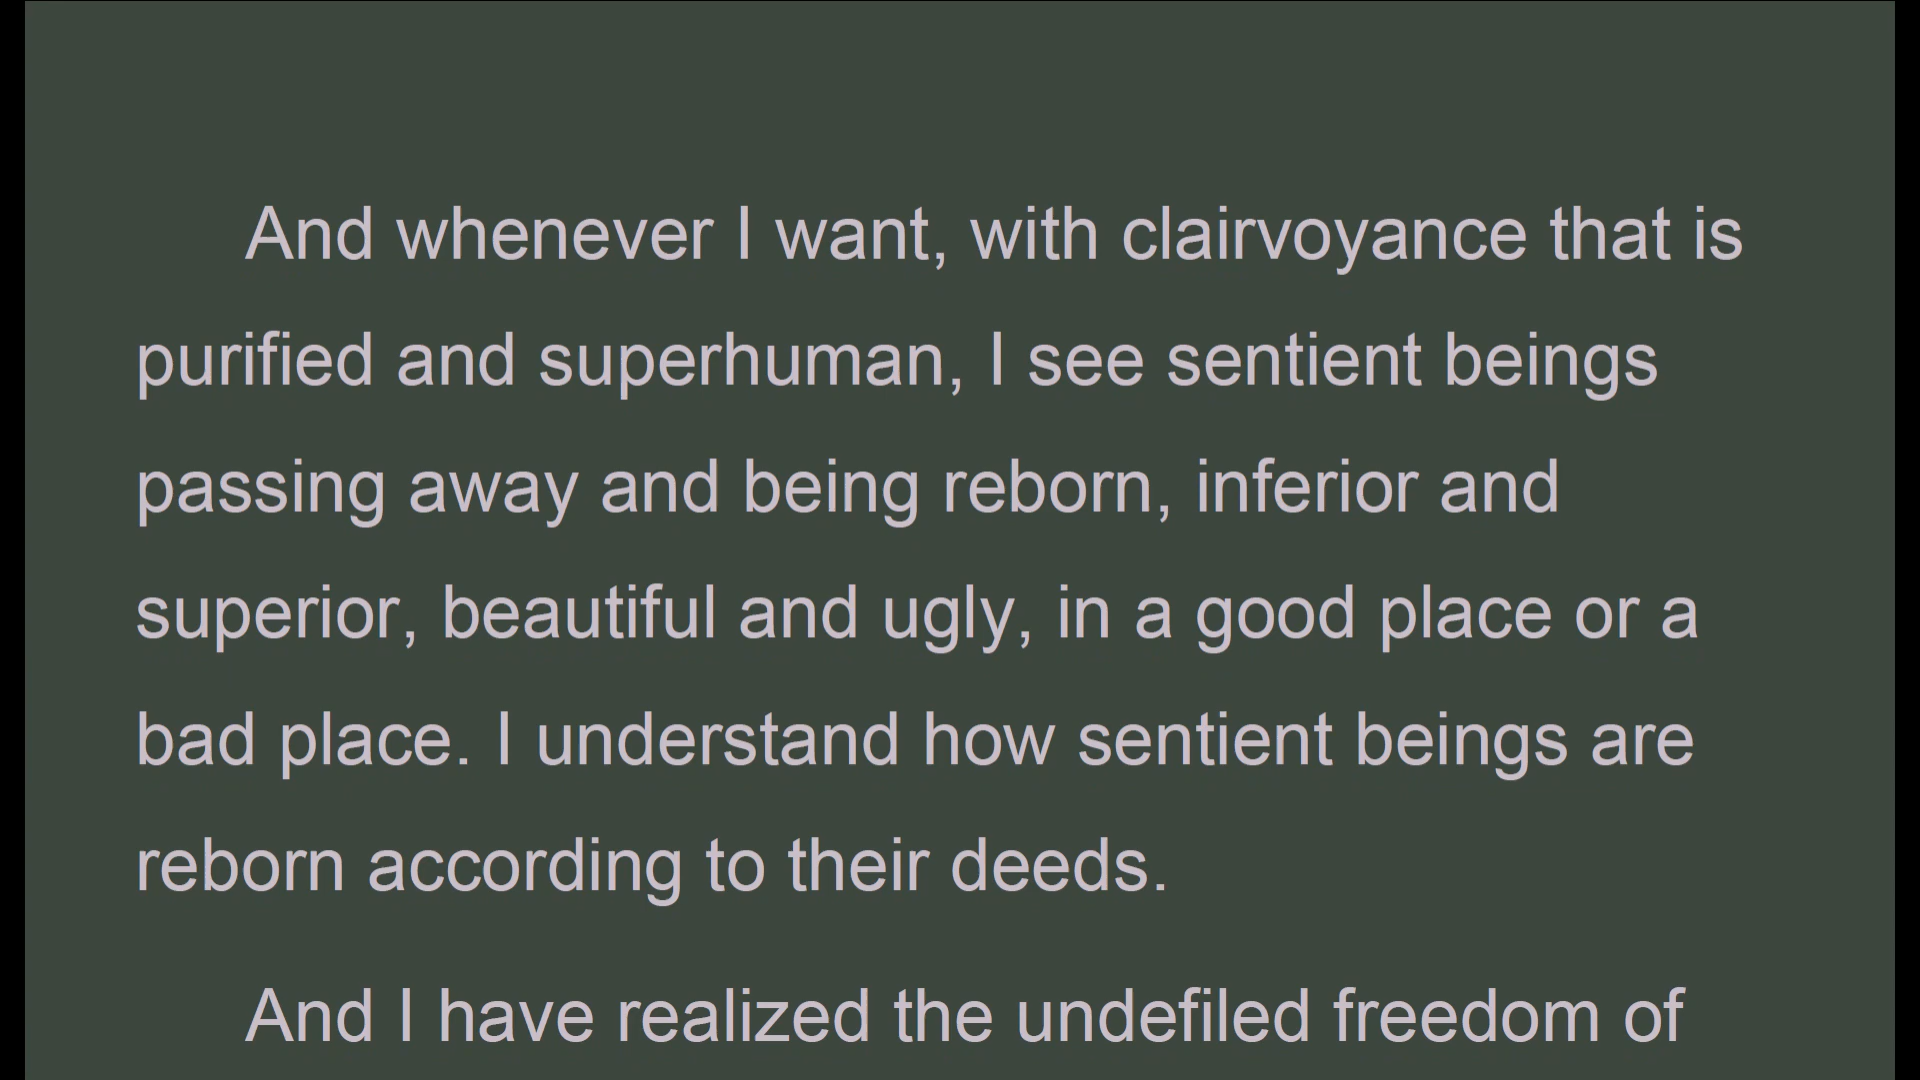 And whenever I want, with clairvoyance that is
purified and superhuman, I see sentient beings
passing away and being reborn, inferior and
superior, beautiful and ugly, in a good place or a
bad place. I understand how sentient beings are
reborn according to their deeds.
And I have realized the undefiled freedom of